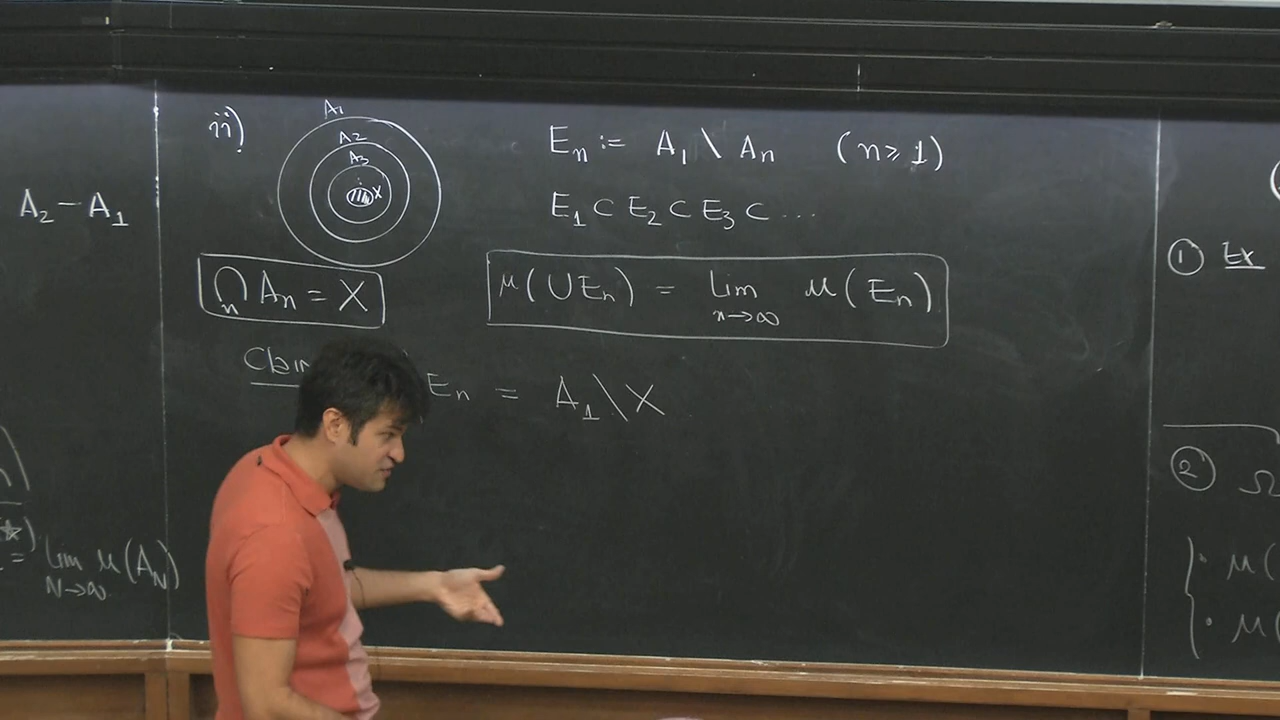 A₂ − A₁
= lim μ(A_N)
N→∞
ii)
A₁
A₂
A₃
X
⋂ₙ Aₙ = X
Eₙ := A₁ \ Aₙ (n ≥ 1)
E₁ ⊂ E₂ ⊂ E₃ ⊂ ...
μ(∪Eₙ) = lim μ(Eₙ)
n→∞
Eₙ = A₁ \ X
① Ex
② Ω
· μ(
· μ(